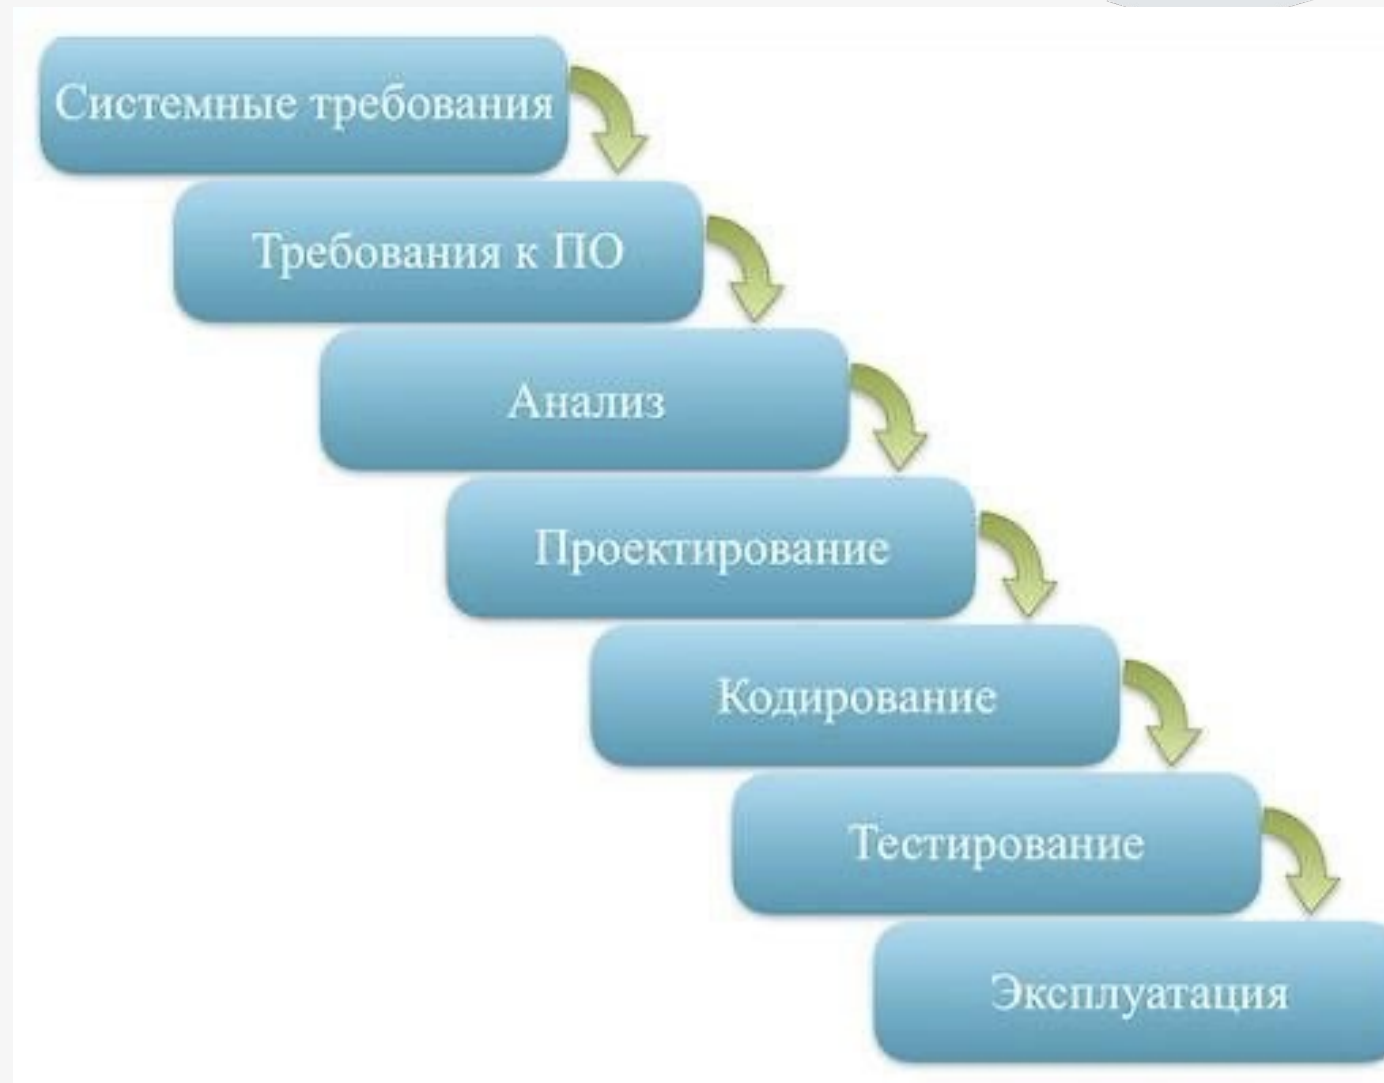 Системные требования
Требования к ПО
Анализ
Проектирование
Кодирование
Тестирование
Эксплуатация